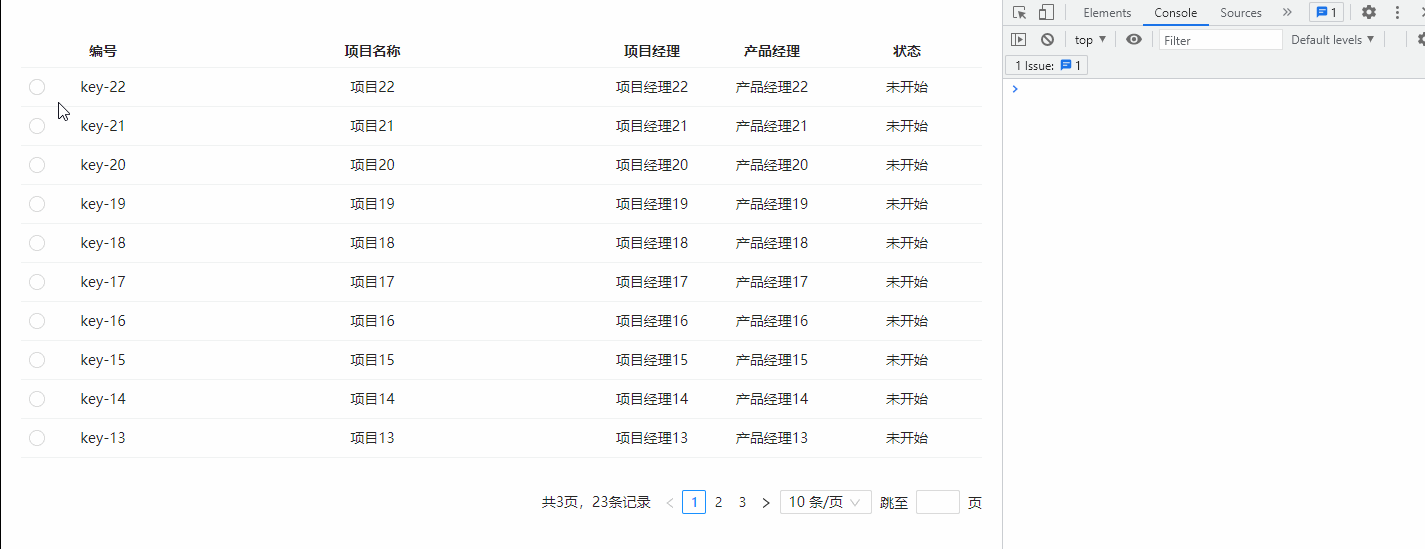 编号 项目名称 项目经理 产品经理 状态
key-22 项目22 项目经理22 产品经理22 未开始
key-21 项目21 项目经理21 产品经理21 未开始
key-20 项目20 项目经理20 产品经理20 未开始
key-19 项目19 项目经理19 产品经理19 未开始
key-18 项目18 项目经理18 产品经理18 未开始
key-17 项目17 项目经理17 产品经理17 未开始
key-16 项目16 项目经理16 产品经理16 未开始
key-15 项目15 项目经理15 产品经理15 未开始
key-14 项目14 项目经理14 产品经理14 未开始
key-13 项目13 项目经理13 产品经理13 未开始
共3页，23条记录 < 1 2 3 > 10 条/页 跳至 页
Elements Console Sources » 1
top ▼ Filter Default levels ▼
1 Issue: 1
>